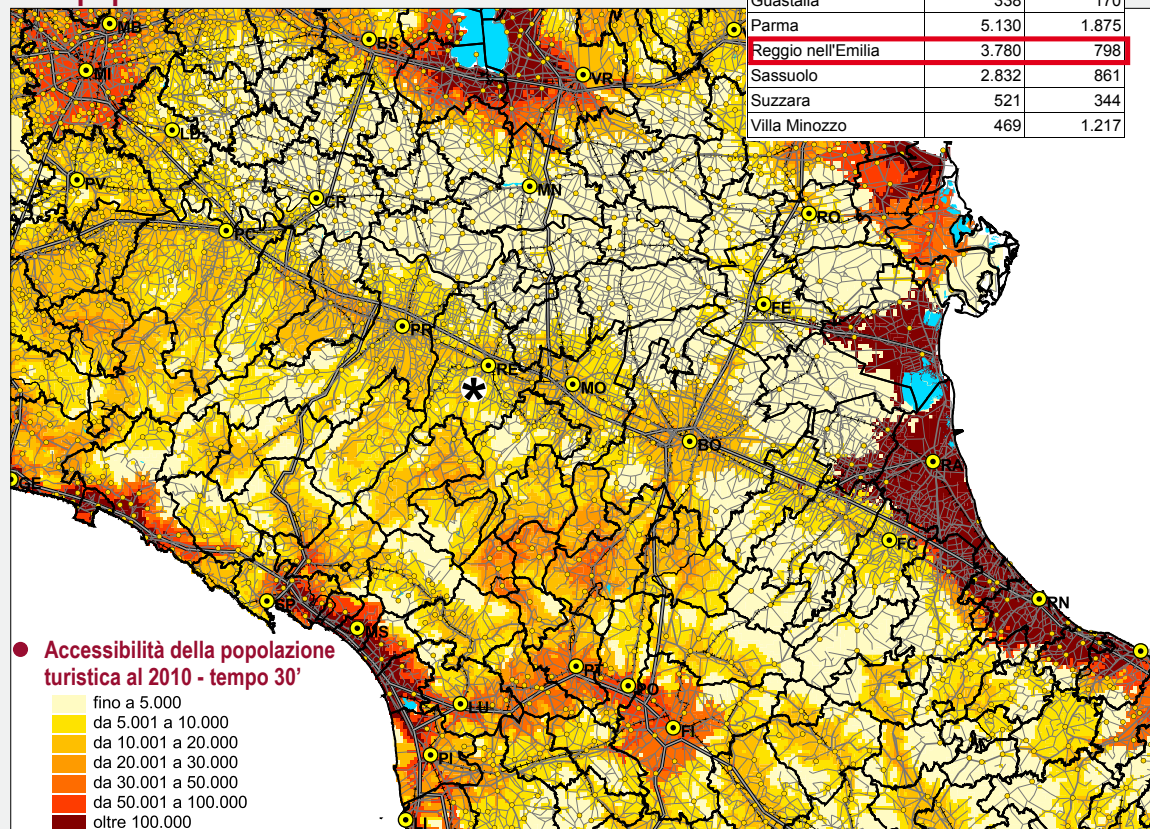 Guastalla 338 170
Parma 5.130 1.875
Reggio nell'Emilia 3.780 798
Sassuolo 2.832 861
Suzzara 521 344
Villa Minozzo 469 1.217
MB
BS
MI
VR
PV
MN
CR
RO
PC
FE
PR
RE
MO
*
BO
RA
GE
FC
RN
SP
MS
PT
PO
LU
FI
PI
LI
Accessibilità della popolazione
turistica al 2010 - tempo 30’
fino a 5.000
da 5.001 a 10.000
da 10.001 a 20.000
da 20.001 a 30.000
da 30.001 a 50.000
da 50.001 a 100.000
oltre 100.000